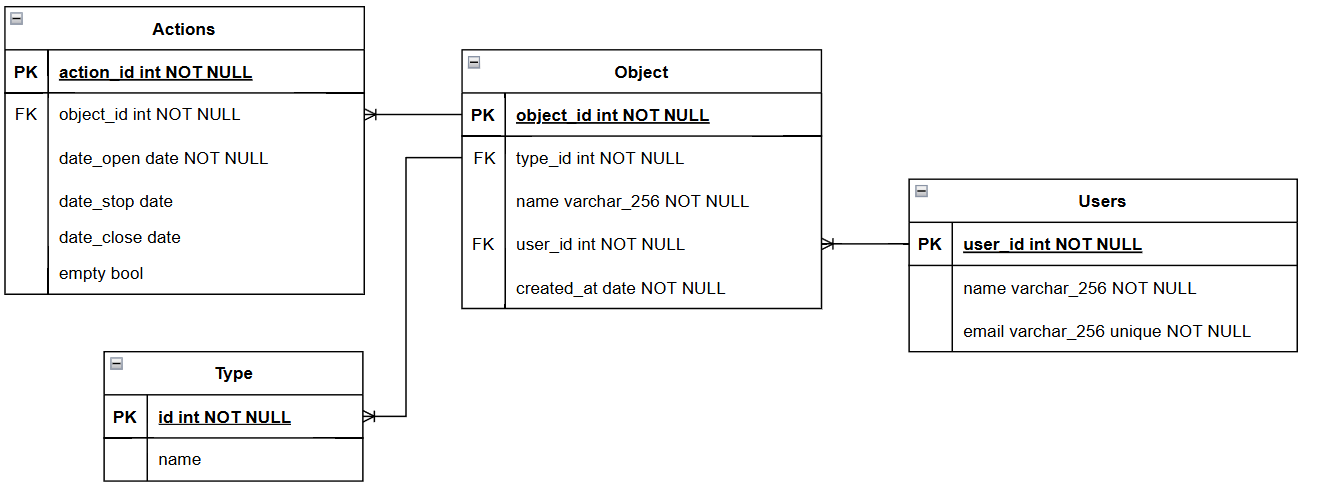 Actions
PK action_id int NOT NULL
FK object_id int NOT NULL
date_open date NOT NULL
date_stop date
date_close date
empty bool
Object
PK object_id int NOT NULL
FK type_id int NOT NULL
name varchar_256 NOT NULL
FK user_id int NOT NULL
created_at date NOT NULL
Users
PK user_id int NOT NULL
name varchar_256 NOT NULL
email varchar_256 unique NOT NULL
Type
PK id int NOT NULL
name